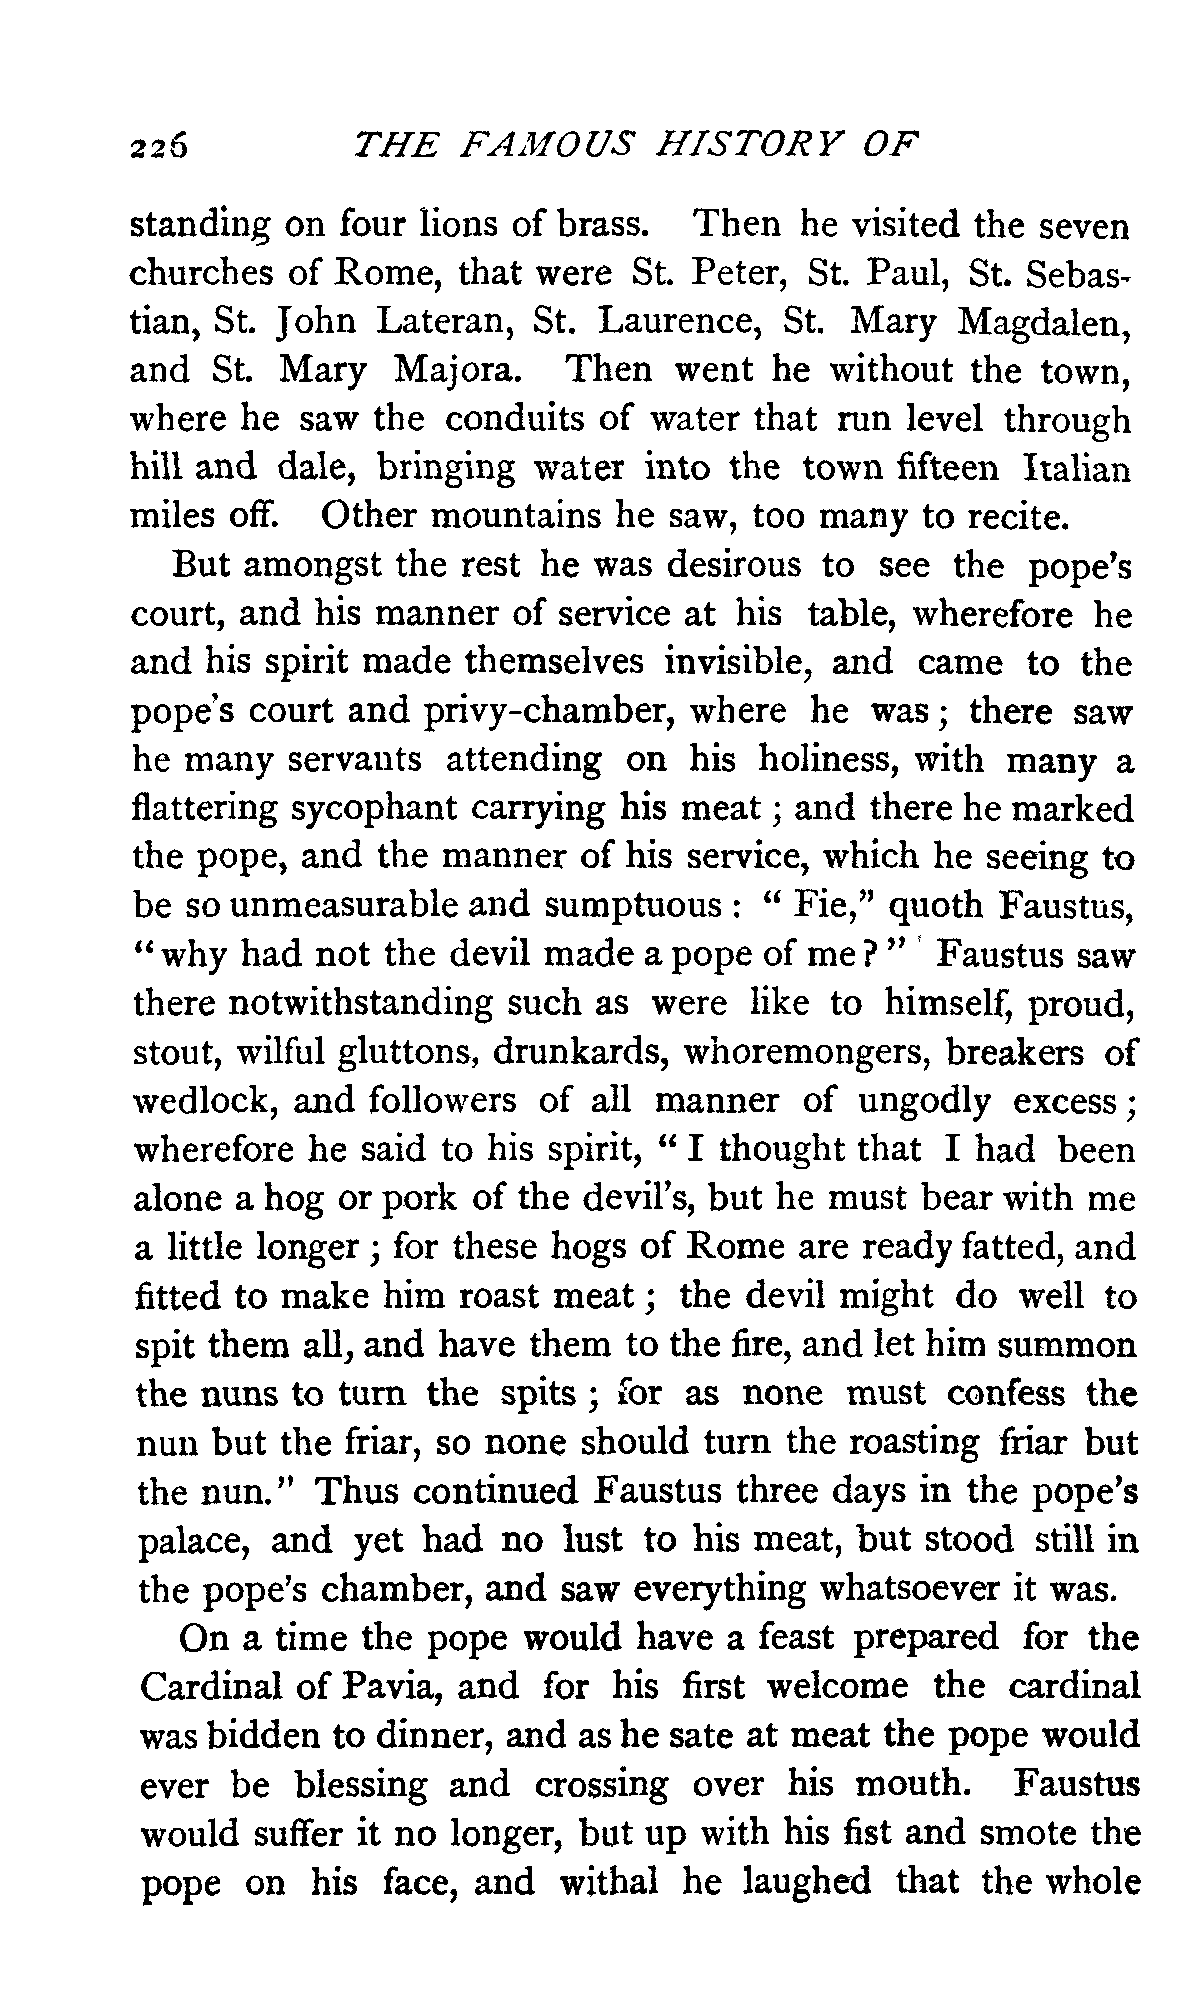 226 THE FAMOUS HISTORY OF
standing on four lions of brass. Then he visited the seven
churches of Rome, that were St. Peter, St. Paul, St. Sebas-
tian, St. John Lateran, St. Laurence, St. Mary Magdalen,
and St. Mary Majora. Then went he without the town,
where he saw the conduits of water that run level through
hill and dale, bringing water into the town fifteen Italian
miles off. Other mountains he saw, too many to recite.
But amongst the rest he was desirous to see the pope's
court, and his manner of service at his table, wherefore he
and his spirit made themselves invisible, and came to the
pope's court and privy-chamber, where he was; there saw
he many servants attending on his holiness, with many a
flattering sycophant carrying his meat; and there he marked
the pope, and the manner of his service, which he seeing to
be so unmeasurable and sumptuous: "Fie," quoth Faustus,
"why had not the devil made a pope of me?" Faustus saw
there notwithstanding such as were like to himself, proud,
stout, wilful gluttons, drunkards, whoremongers, breakers of
wedlock, and followers of all manner of ungodly excess;
wherefore he said to his spirit, "I thought that I had been
alone a hog or pork of the devil's, but he must bear with me
a little longer; for these hogs of Rome are ready fatted, and
fitted to make him roast meat; the devil might do well to
spit them all, and have them to the fire, and let him summon
the nuns to turn the spits; for as none must confess the
nun but the friar, so none should turn the roasting friar but
the nun." Thus continued Faustus three days in the pope's
palace, and yet had no lust to his meat, but stood still in
the pope's chamber, and saw everything whatsoever it was.
On a time the pope would have a feast prepared for the
Cardinal of Pavia, and for his first welcome the cardinal
was bidden to dinner, and as he sate at meat the pope would
ever be blessing and crossing over his mouth. Faustus
would suffer it no longer, but up with his fist and smote the
pope on his face, and withal he laughed that the whole